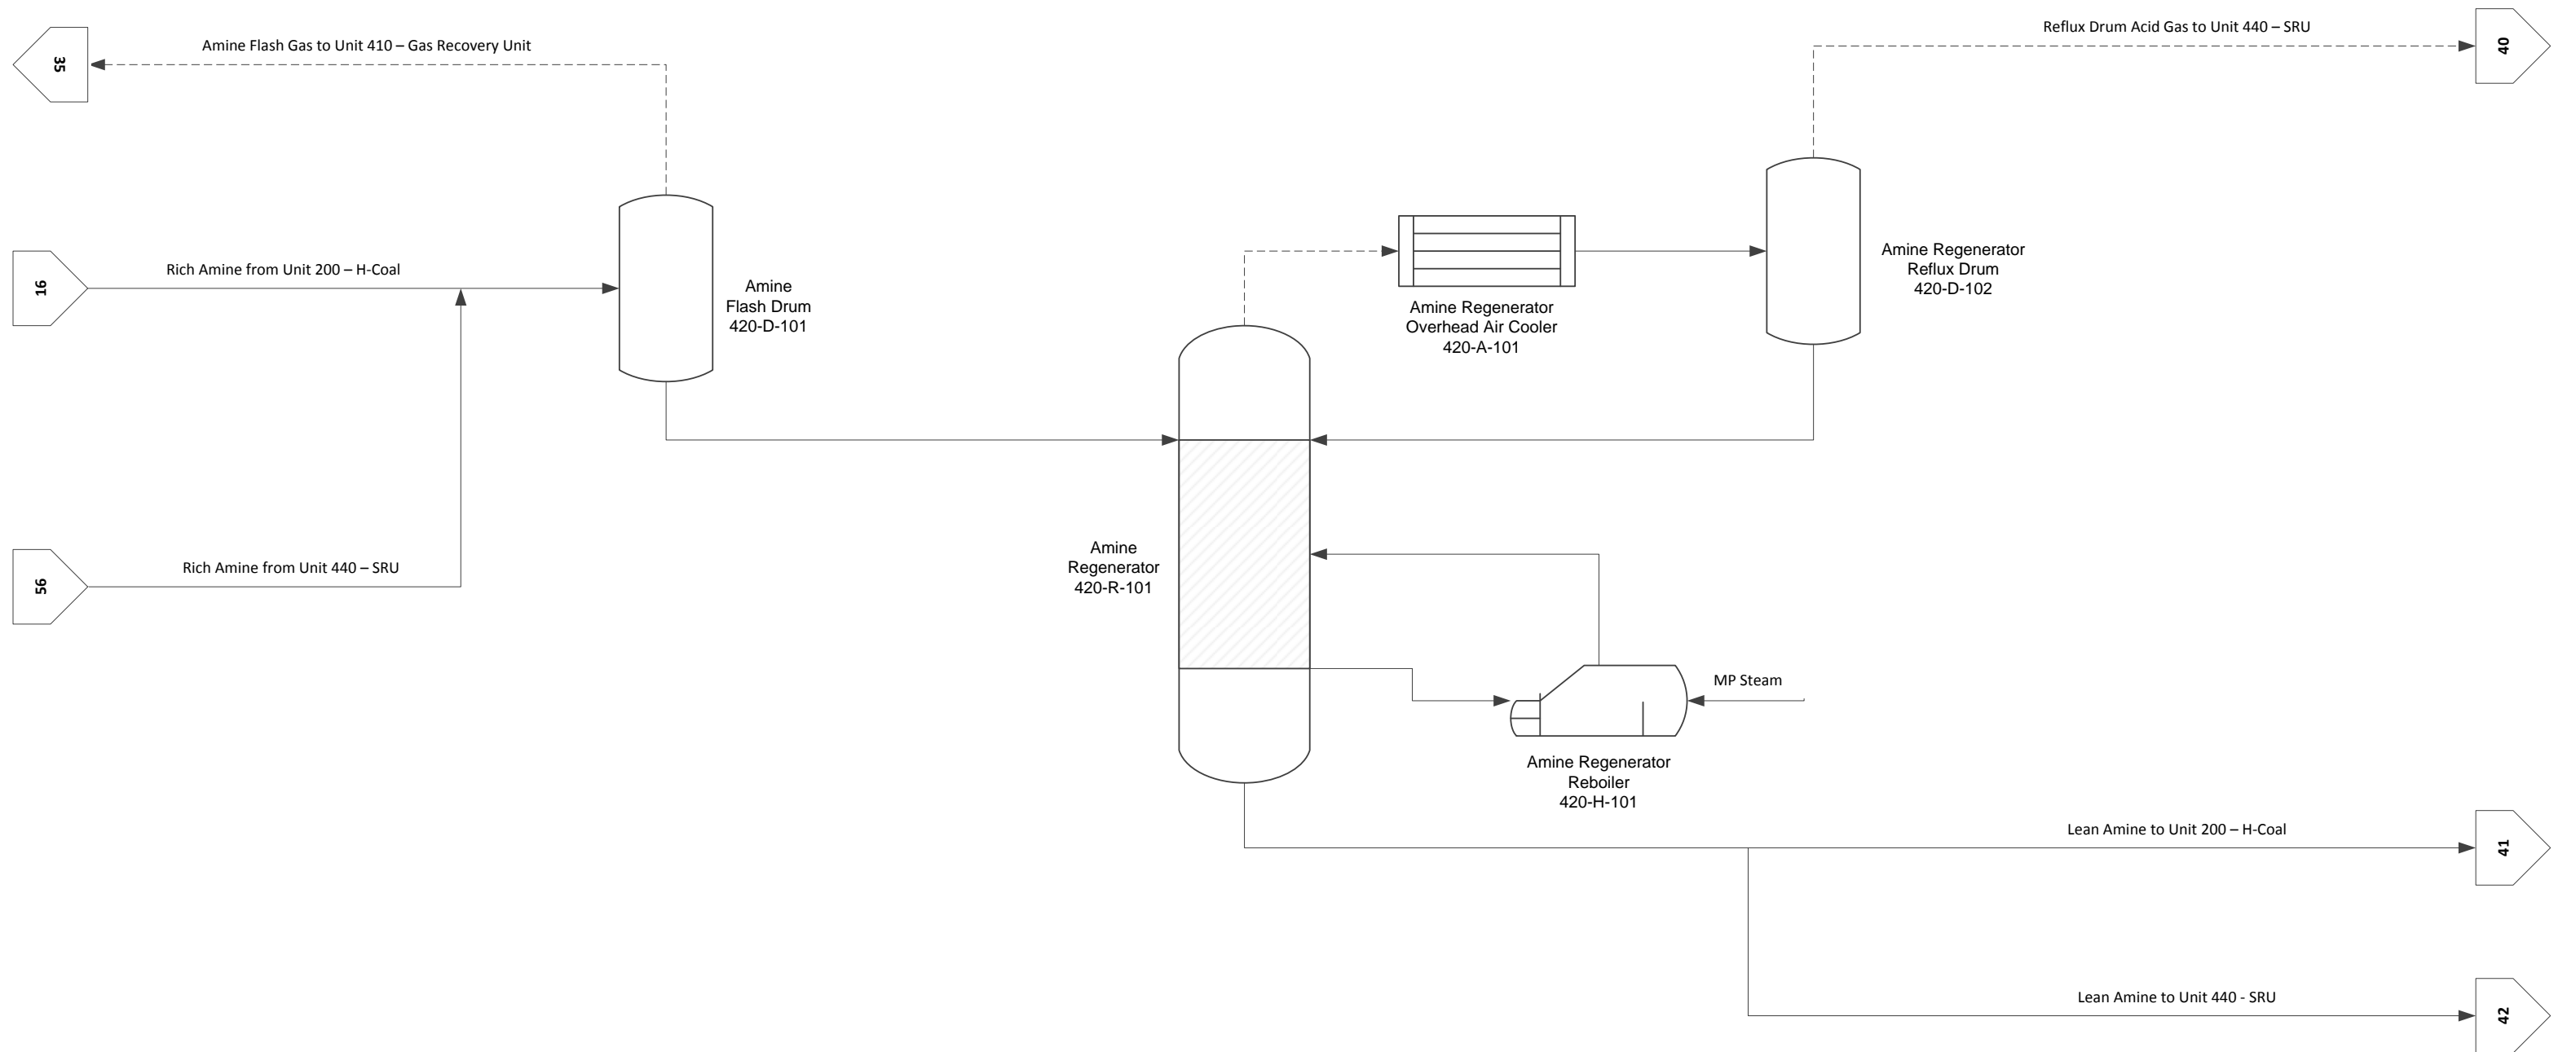 Reflux Drum Acid Gas to Unit 440 – SRU
40
Amine Flash Gas to Unit 410 – Gas Recovery Unit
35
Rich Amine from Unit 200 – H-Coal
16
Amine
Flash Drum
420-D-101
Amine Regenerator
Overhead Air Cooler
420-A-101
Amine Regenerator
Reflux Drum
420-D-102
Rich Amine from Unit 440 – SRU
56
Amine
Regenerator
420-R-101
MP Steam
Amine Regenerator
Reboiler
420-H-101
Lean Amine to Unit 200 – H-Coal
41
Lean Amine to Unit 440 - SRU
42